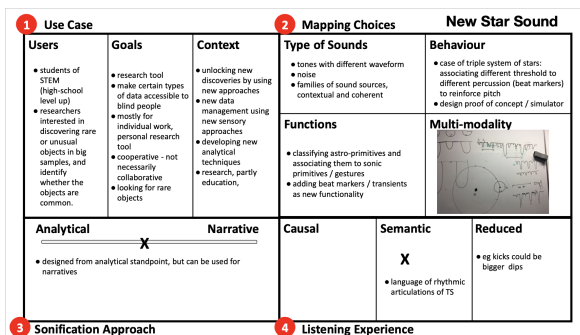 1 Use Case
2 Mapping Choices
New Star Sound
Users
● students of
STEM
(high-school
level up)
● researchers
interested in
discovering rare
or unusual
objects in big
samples, and
identify
whether the
objects are
common.
Goals
● research tool
● make certain types
of data accessible to
blind people
● mostly for
individual work,
personal research
tool
● cooperative - not
necessarily
collaborative
● looking for rare
objects
Context
● unlocking new
discoveries by using
new approaches
● new data
management using
new sensory
approaches
● developing new
analytical
techniques
● research, partly
education,
Type of Sounds
● tones with different
waveform
● noise
● families of sound sources,
contextual and coherent
Behaviour
● case of triple system of stars:
associating different threshold to
different percussion (beat markers)
to reinforce pitch
● design proof of concept / simulator
Functions
● classifying astro-primitives and
associating them to sonic
primitives / gestures
● adding beat markers / transients
as new functionality
Multi-modality
Analytical
Narrative
X
● designed from analytical standpoint, but can be used for
narratives
Causal
Semantic
X
● language of rhythmic
articulations of TS
Reduced
● eg kicks could be
bigger dips
3 Sonification Approach
4 Listening Experience